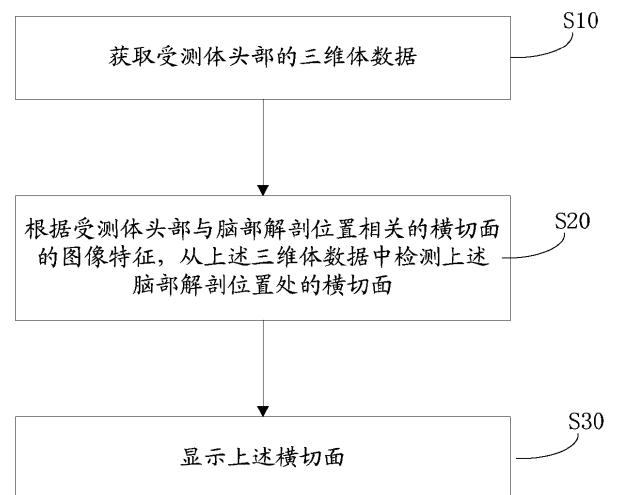 S10
获取受测体头部的三维体数据
S20
根据受测体头部与脑部解剖位置相关的横切面
的图像特征，从上述三维体数据中检测上述
脑部解剖位置处的横切面
S30
显示上述横切面